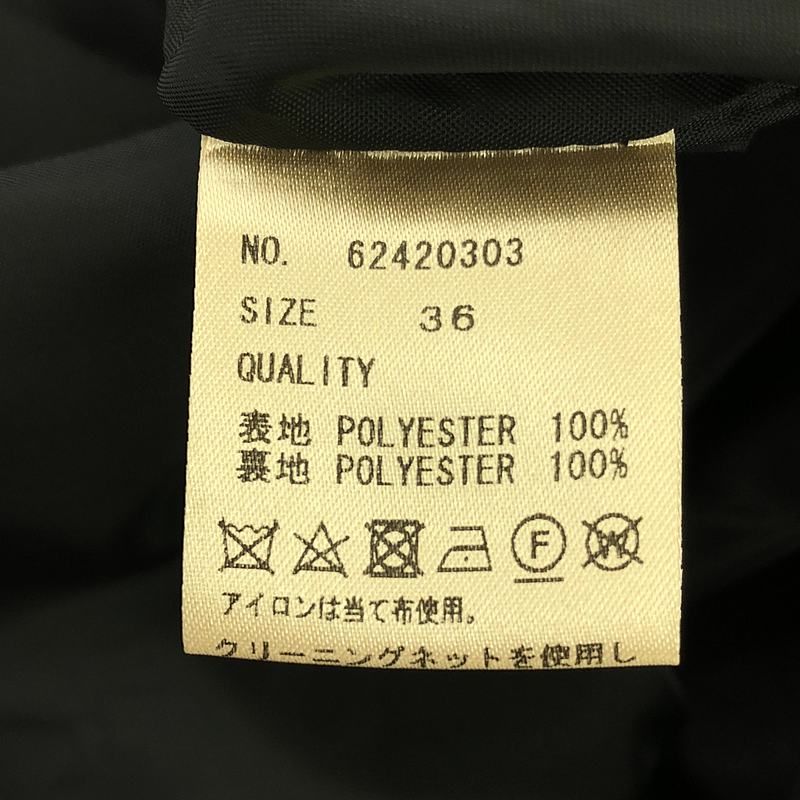 NO. 62420303
SIZE 36
QUALITY
表地 POLYESTER 100%
裏地 POLYESTER 100%
F W
アイロンは当て布使用。
クリーニングネットを使用し